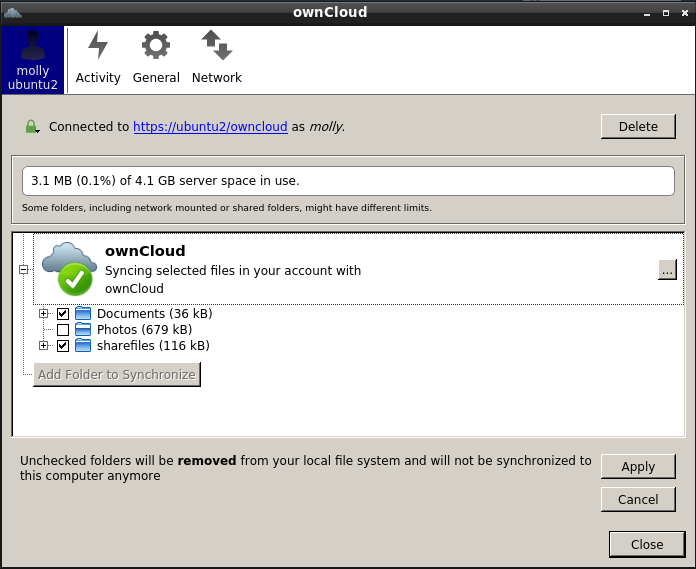 ownCloud
molly
ubuntu2
Activity
General
Network
Connected to https://ubuntu2/owncloud as molly.
Delete
3.1 MB (0.1%) of 4.1 GB server space in use.
Some folders, including network mounted or shared folders, might have different limits.
ownCloud
Syncing selected files in your account with
ownCloud
...
Documents (36 kB)
Photos (679 kB)
sharefiles (116 kB)
Add Folder to Synchronize
Unchecked folders will be removed from your local file system and will not be synchronized to
this computer anymore
Apply
Cancel
Close